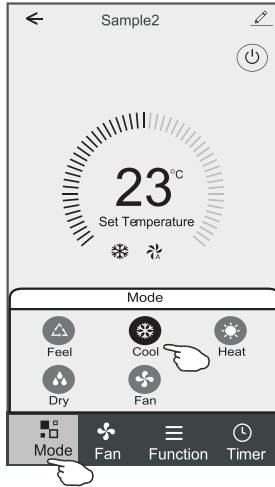 Sample2
23°C
Set Temperature
A
Mode
Feel Cool Heat
Dry Fan
Mode Fan Function Timer